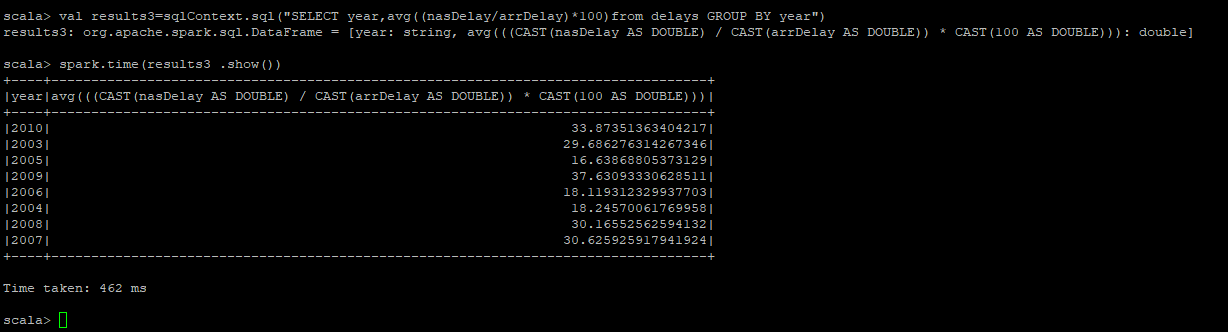 scala> val results3=sqlContext.sql("SELECT year,avg((nasDelay/arrDelay)*100)from delays GROUP BY year")
results3: org.apache.spark.sql.DataFrame = [year: string, avg(((CAST(nasDelay AS DOUBLE) / CAST(arrDelay AS DOUBLE)) * CAST(100 AS DOUBLE))): double]
scala> spark.time(results3 .show())
+----+----------------------------------------------------------------------------------+
|year|avg(((CAST(nasDelay AS DOUBLE) / CAST(arrDelay AS DOUBLE)) * CAST(100 AS DOUBLE)))|
+----+----------------------------------------------------------------------------------+
|2010| 33.87351363404217|
|2003| 29.686276314267346|
|2005| 16.63868805373129|
|2009| 37.63093330628511|
|2006| 18.119312329937703|
|2004| 18.24570061769958|
|2008| 30.16552562594132|
|2007| 30.625925917941924|
+----+----------------------------------------------------------------------------------+
Time taken: 462 ms
scala>